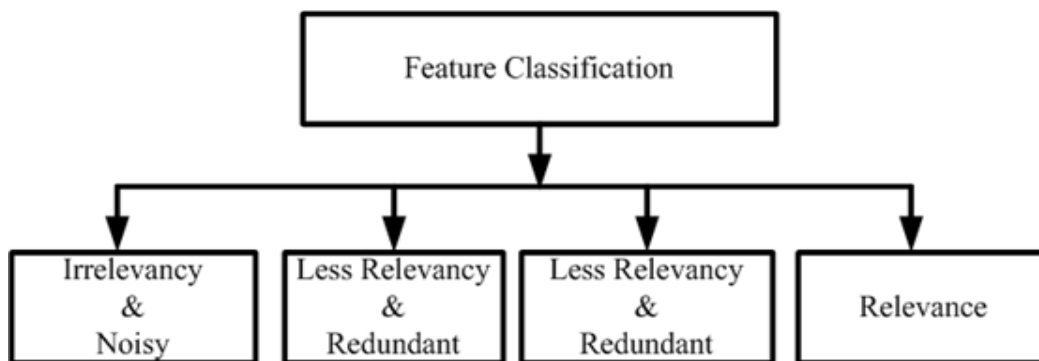 Feature Classification
Irrelevancy
&
Noisy
Less Relevancy
&
Redundant
Less Relevancy
&
Redundant
Relevance